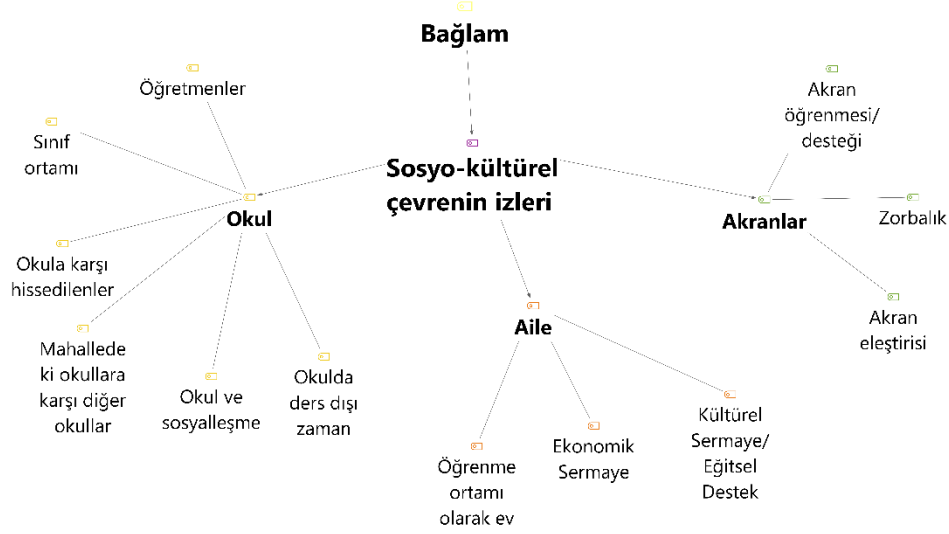 Bağlam
Sosyo-kültürel
çevrenin izleri
Öğretmenler
Sınıf
ortamı
Okul
Okula karşı
hissedilenler
Mahallede
ki okullara
karşı diğer
okullar
Okul ve
sosyalleşme
Okulda
ders dışı
zaman
Aile
Öğrenme
ortamı
olarak ev
Ekonomik
Sermaye
Kültürel
Sermaye/
Eğitsel
Destek
Akran
öğrenmesi/
desteği
Akranlar
Zorbalık
Akran
eleştirisi